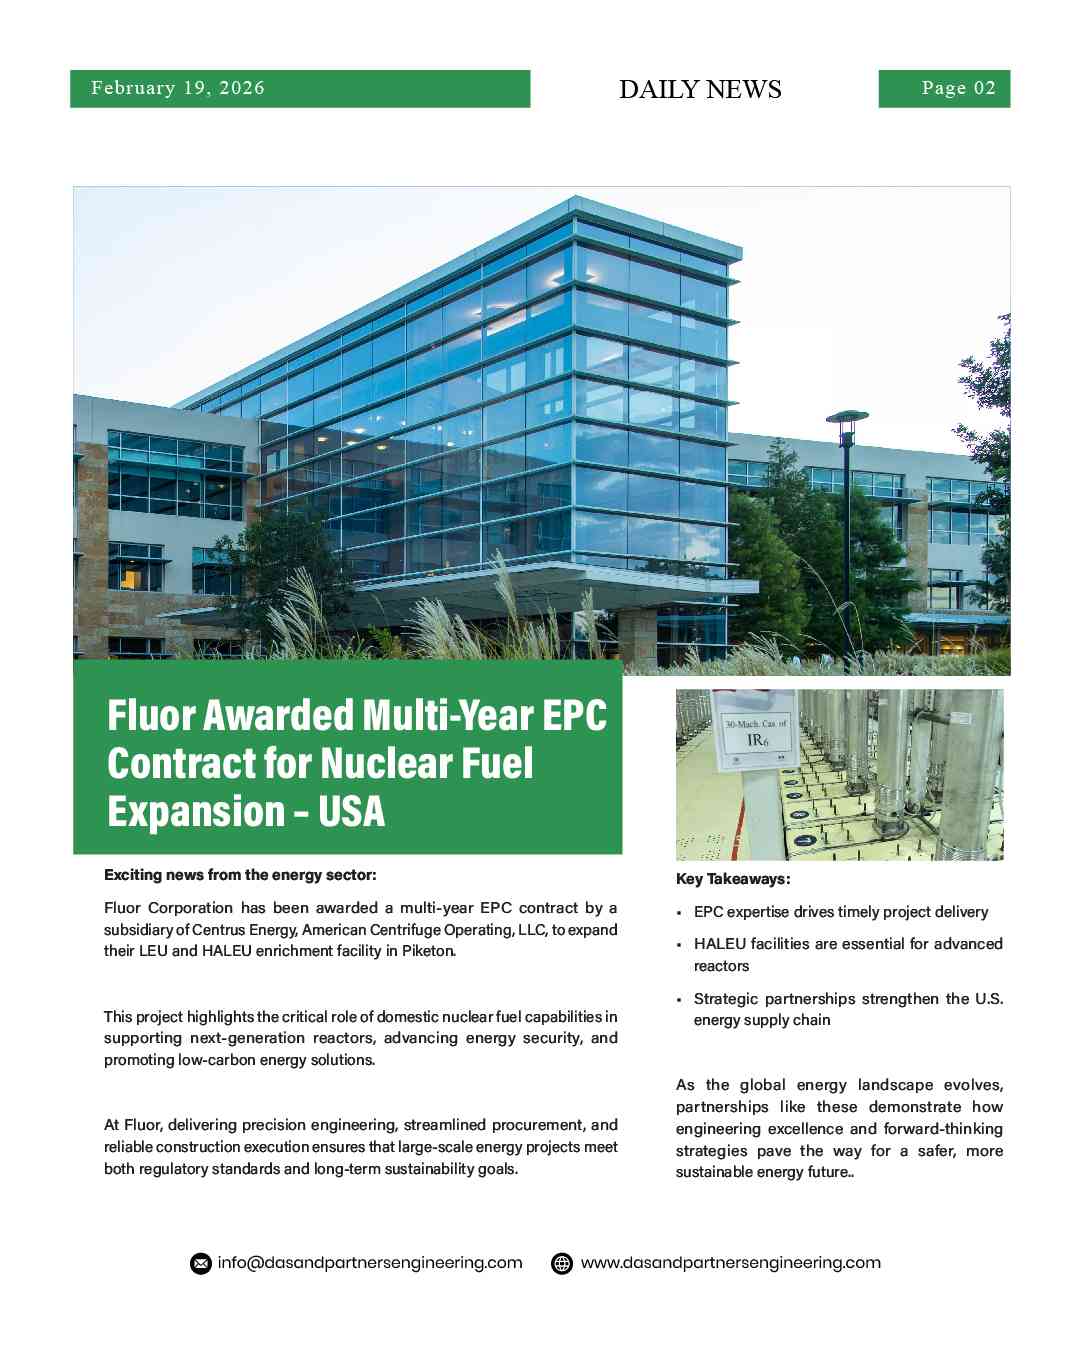 February 19, 2026
DAILY NEWS
Page 02
Fluor Awarded Multi-Year EPC
Contract for Nuclear Fuel
Expansion – USA
Exciting news from the energy sector:
Fluor Corporation has been awarded a multi-year EPC contract by a
subsidiary of Centrus Energy, American Centrifuge Operating, LLC, to expand
their LEU and HALEU enrichment facility in Piketon.
This project highlights the critical role of domestic nuclear fuel capabilities in
supporting next-generation reactors, advancing energy security, and
promoting low-carbon energy solutions.
At Fluor, delivering precision engineering, streamlined procurement, and
reliable construction execution ensures that large-scale energy projects meet
both regulatory standards and long-term sustainability goals.
30-Mach. Cas. of
IR6
Key Takeaways:
• EPC expertise drives timely project delivery
• HALEU facilities are essential for advanced
reactors
• Strategic partnerships strengthen the U.S.
energy supply chain
As the global energy landscape evolves,
partnerships like these demonstrate how
engineering excellence and forward-thinking
strategies pave the way for a safer, more
sustainable energy future..
info@dasandpartnersengineering.com
www.dasandpartnersengineering.com